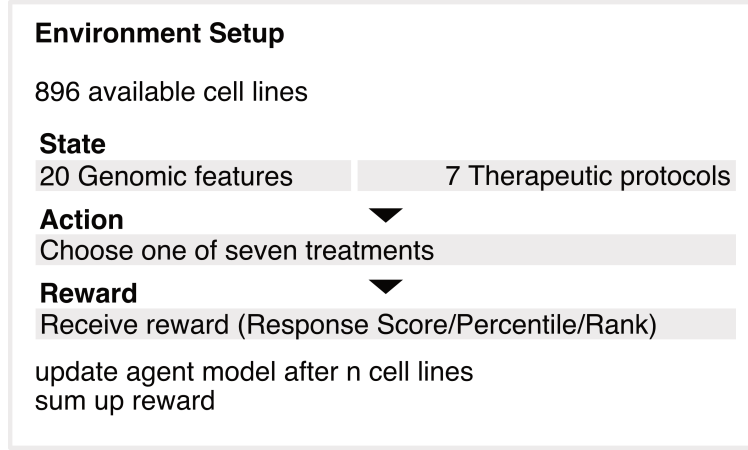 Environment Setup
896 available cell lines
State
20 Genomic features
7 Therapeutic protocols
Action
Choose one of seven treatments
Reward
Receive reward (Response Score/Percentile/Rank)
update agent model after n cell lines
sum up reward